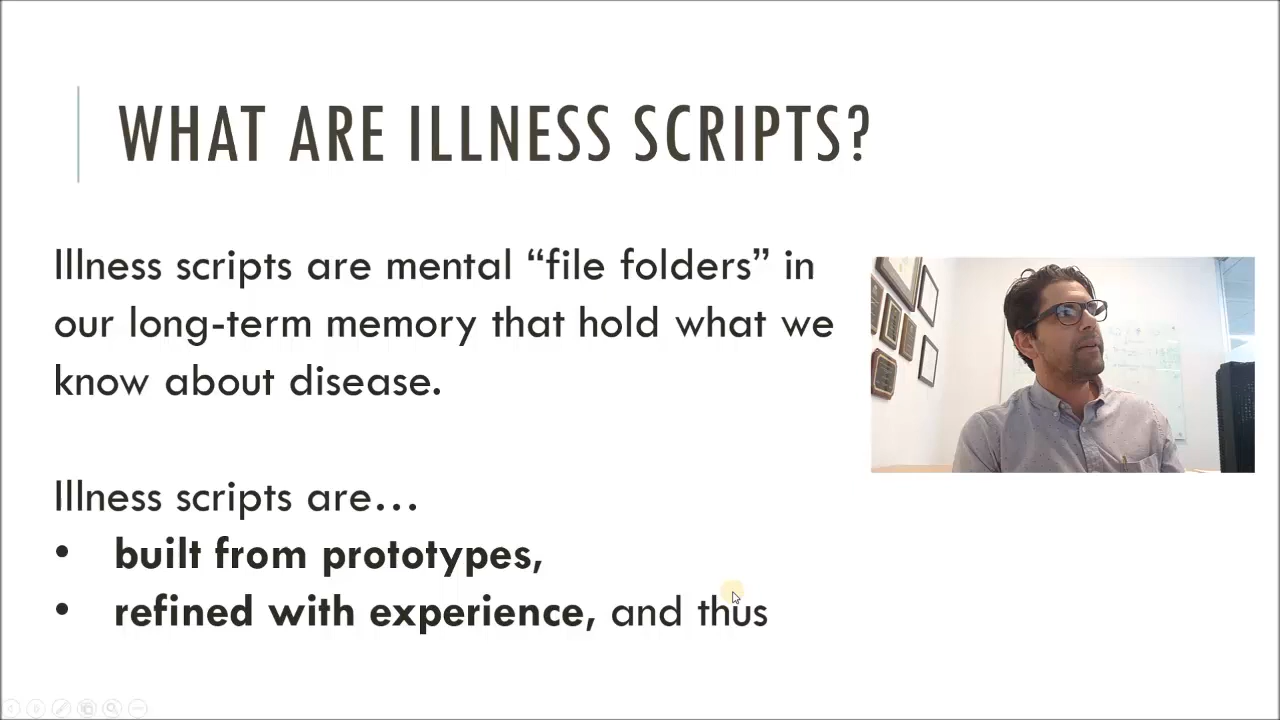 WHAT ARE ILLNESS SCRIPTS?
Illness scripts are mental “file folders” in
our long-term memory that hold what we
know about disease.
Illness scripts are…
• built from prototypes,
• refined with experience, and thus